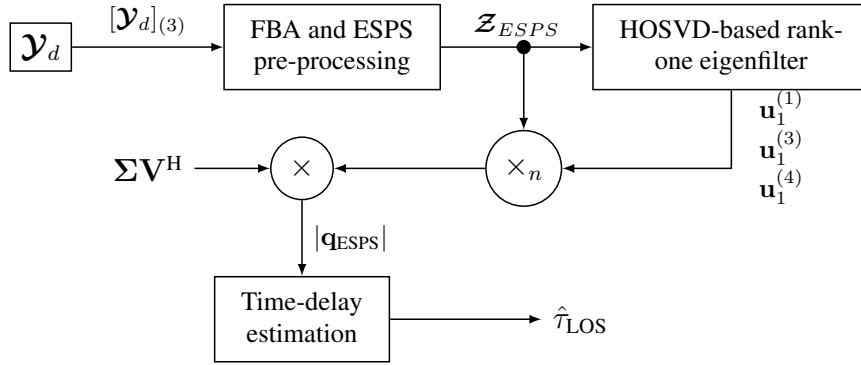 𝓨_d
[𝓨_d]_(3)
FBA and ESPS
pre-processing
𝓩_ESPS
HOSVD-based rank-
one eigenfilter
u_1^(1)
u_1^(3)
u_1^(4)
ΣV^H
×
×_n
|q_ESPS|
Time-delay
estimation
τ̂_LOS